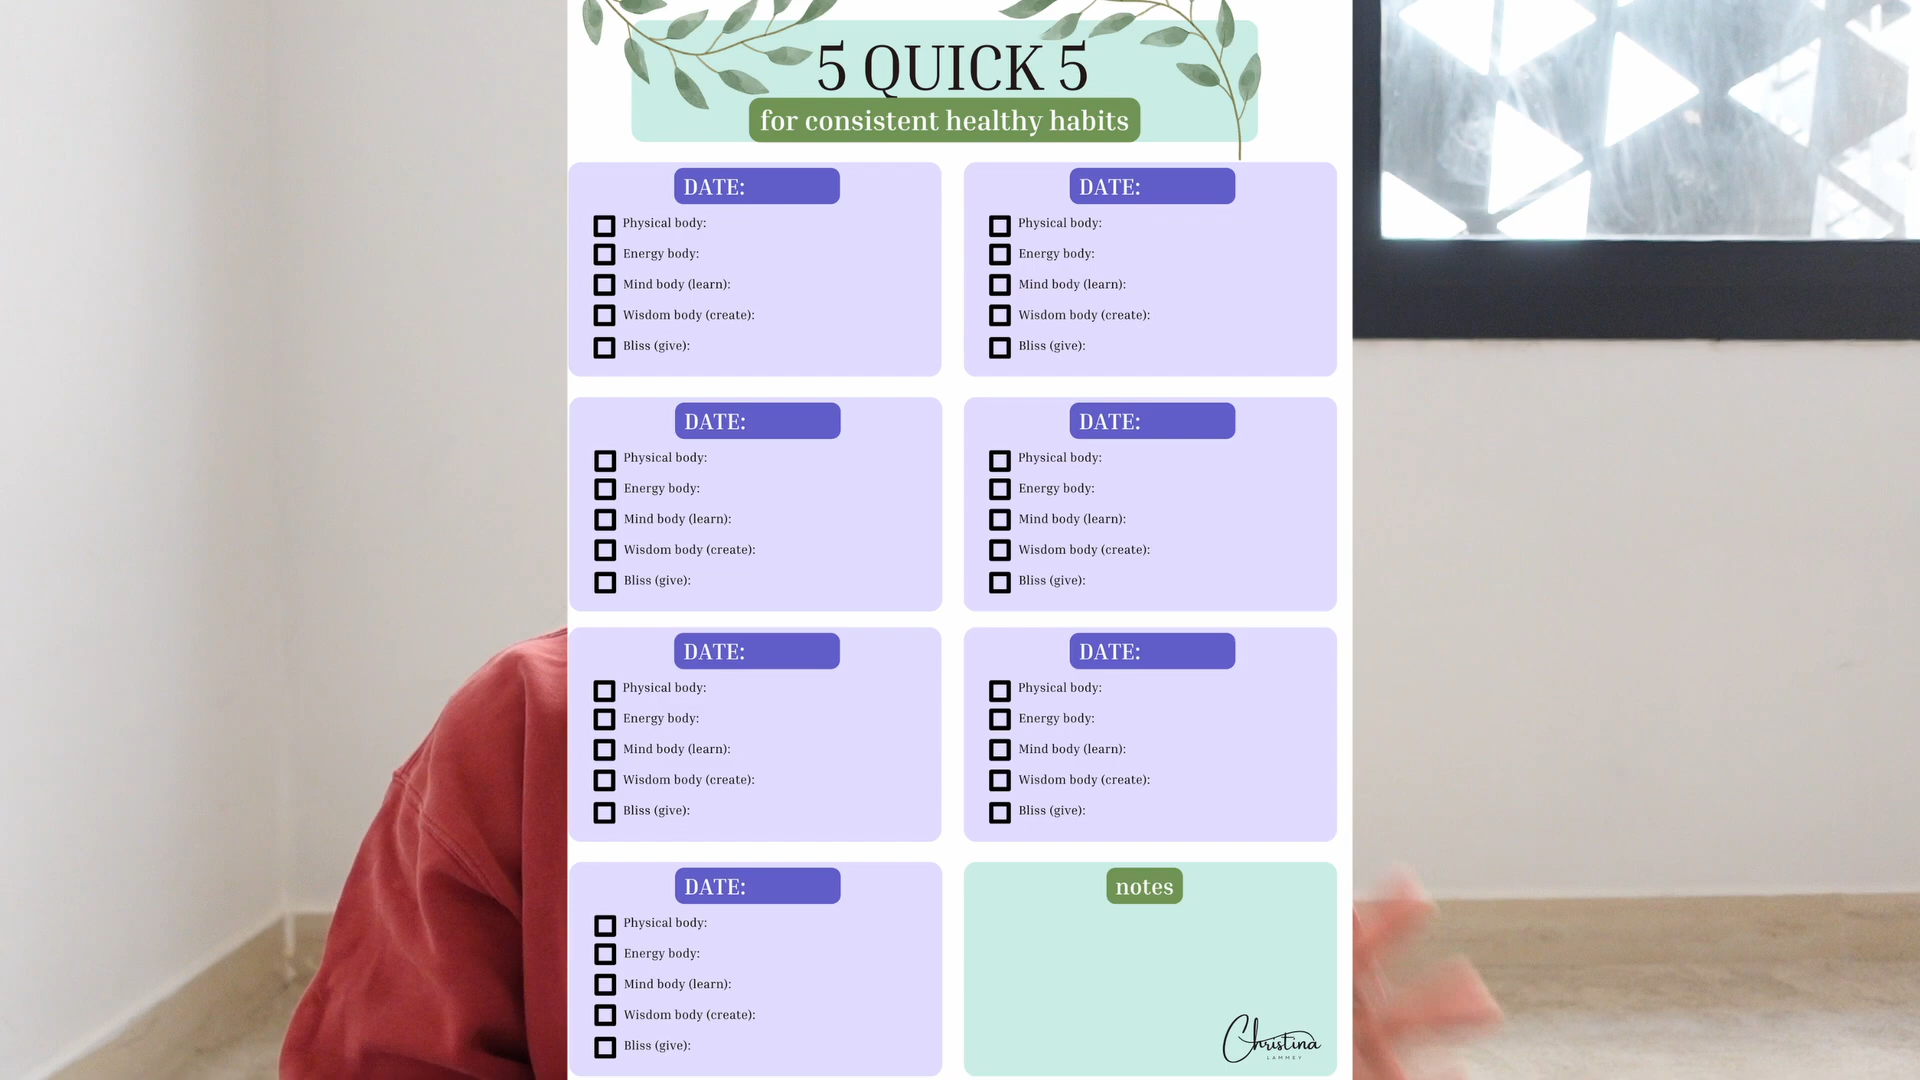 5 QUICK 5
for consistent healthy habits
DATE:
Physical body:
Energy body:
Mind body (learn):
Wisdom body (create):
Bliss (give):
DATE:
Physical body:
Energy body:
Mind body (learn):
Wisdom body (create):
Bliss (give):
DATE:
Physical body:
Energy body:
Mind body (learn):
Wisdom body (create):
Bliss (give):
DATE:
Physical body:
Energy body:
Mind body (learn):
Wisdom body (create):
Bliss (give):
DATE:
Physical body:
Energy body:
Mind body (learn):
Wisdom body (create):
Bliss (give):
DATE:
Physical body:
Energy body:
Mind body (learn):
Wisdom body (create):
Bliss (give):
DATE:
Physical body:
Energy body:
Mind body (learn):
Wisdom body (create):
Bliss (give):
notes
Christina
LAMMEY